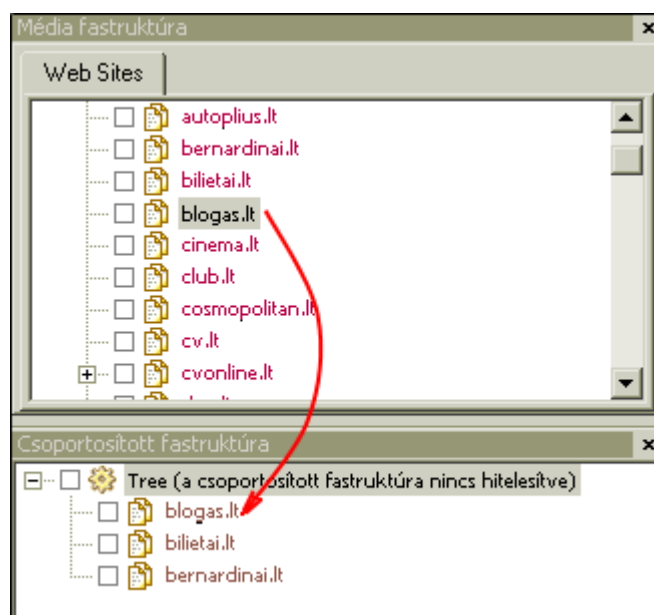 Média fastruktúra
Web Sites
autoplius.lt
bernardinai.lt
bilietai.lt
blogas.lt
cinema.lt
club.lt
cosmopolitan.lt
cv.lt
cvonline.lt
Csoportosított fastruktúra
Tree (a csoportosított fastruktúra nincs hitelesítve)
blogas.lt
bilietai.lt
bernardinai.lt